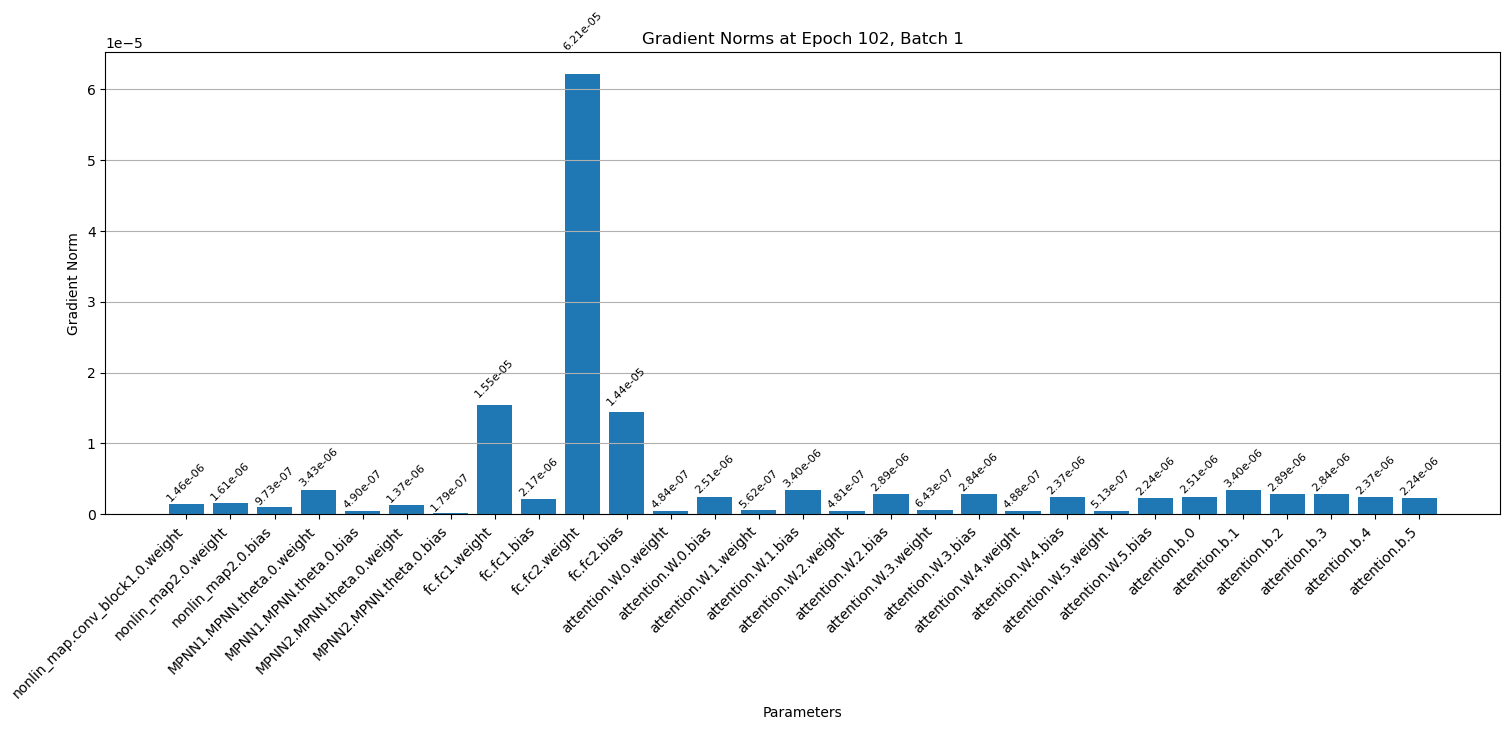 Gradient Norms at Epoch 102, Batch 1
1e−5
Gradient Norm
6
5
4
3
2
1
0
1.46e-06
1.61e-06
9.73e-07
3.43e-06
4.90e-07
1.37e-06
1.79e-07
1.55e-05
2.17e-06
6.21e-05
1.44e-05
4.84e-07
2.51e-06
5.62e-07
3.40e-06
4.81e-07
2.89e-06
6.43e-07
2.84e-06
4.88e-07
2.37e-06
5.13e-07
2.24e-06
2.51e-06
3.40e-06
2.89e-06
2.84e-06
2.37e-06
2.24e-06
nonlin_map.conv_block1.0.weight
nonlin_map2.0.weight
nonlin_map2.0.bias
MPNN1.MPNN.theta.0.weight
MPNN1.MPNN.theta.0.bias
MPNN2.MPNN.theta.0.weight
MPNN2.MPNN.theta.0.bias
fc.fc1.weight
fc.fc1.bias
fc.fc2.weight
fc.fc2.bias
attention.W.0.weight
attention.W.0.bias
attention.W.1.weight
attention.W.1.bias
attention.W.2.weight
attention.W.2.bias
attention.W.3.weight
attention.W.3.bias
attention.W.4.weight
attention.W.4.bias
attention.W.5.weight
attention.W.5.bias
attention.b.0
attention.b.1
attention.b.2
attention.b.3
attention.b.4
attention.b.5
Parameters